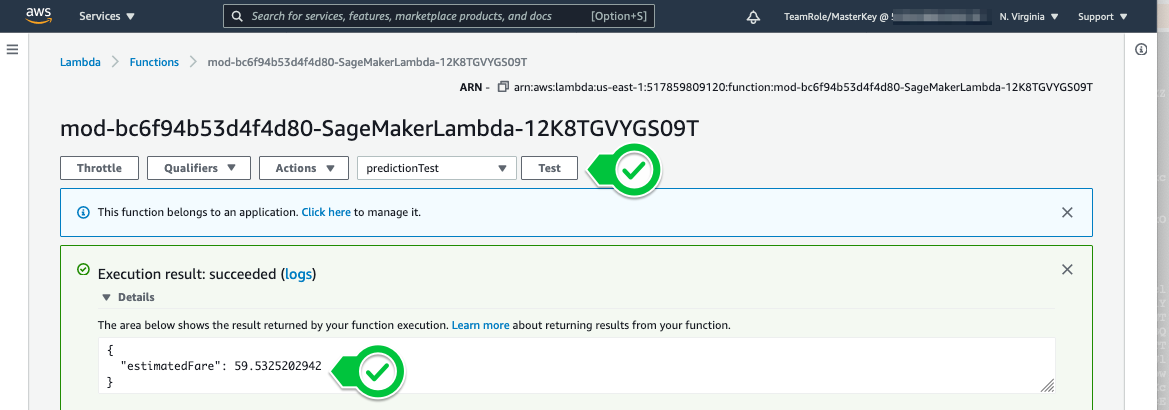 aws Services Search for services, features, marketplace products, and docs [Option+S] TeamRole/MasterKey @ N. Virginia Support
Lambda > Functions > mod-bc6f94b53d4f4d80-SageMakerLambda-12K8TGVYGS09T
ARN - arn:aws:lambda:us-east-1:517859809120:function:mod-bc6f94b53d4f4d80-SageMakerLambda-12K8TGVYGS09T
mod-bc6f94b53d4f4d80-SageMakerLambda-12K8TGVYGS09T
Throttle Qualifiers Actions predictionTest Test
This function belongs to an application. Click here to manage it.
Execution result: succeeded (logs)
Details
The area below shows the result returned by your function execution. Learn more about returning results from your function.
{
"estimatedFare": 59.5325202942
}